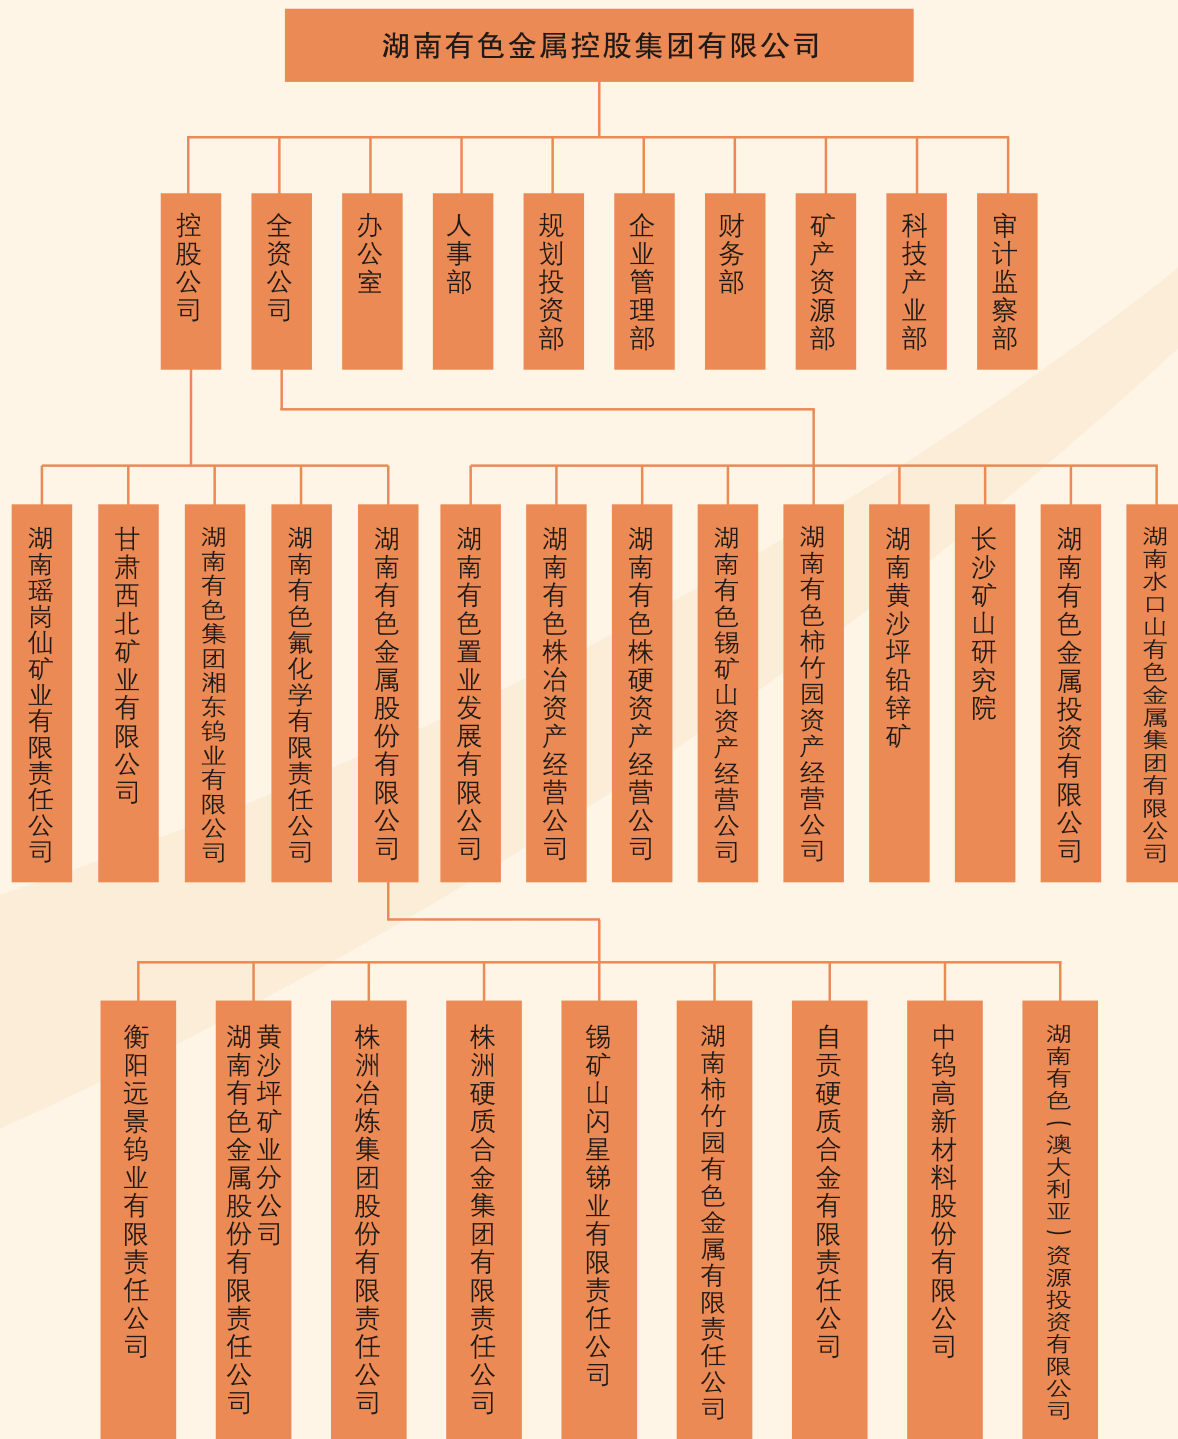 湖南有色金属控股集团有限公司
控股公司
全资公司
办公室
人事部
规划投资部
企业管理部
财务部
矿产资源部
科技产业部
审计监察部
湖南瑶岗仙矿业有限责任公司
甘肃西北矿业有限公司
湖南有色集团湘东钨业有限公司
湖南有色氟化学有限责任公司
湖南有色金属股份有限公司
湖南有色置业发展有限公司
湖南有色株冶资产经营公司
湖南有色株硬资产经营公司
湖南有色锡矿山资产经营公司
湖南有色柿竹园资产经营公司
湖南黄沙坪铅锌矿
长沙矿山研究院
湖南有色金属投资有限公司
湖南水口山有色金属集团有限公司
衡阳远景钨业有限责任公司
湖南有色金属股份有限责任公司
黄沙坪矿业分公司
株洲冶炼集团股份有限责任公司
株洲硬质合金集团有限责任公司
锡矿山闪星锑业有限责任公司
湖南柿竹园有色金属有限责任公司
自贡硬质合金有限责任公司
中钨高新材料股份有限公司
湖南有色（澳大利亚）资源投资有限公司